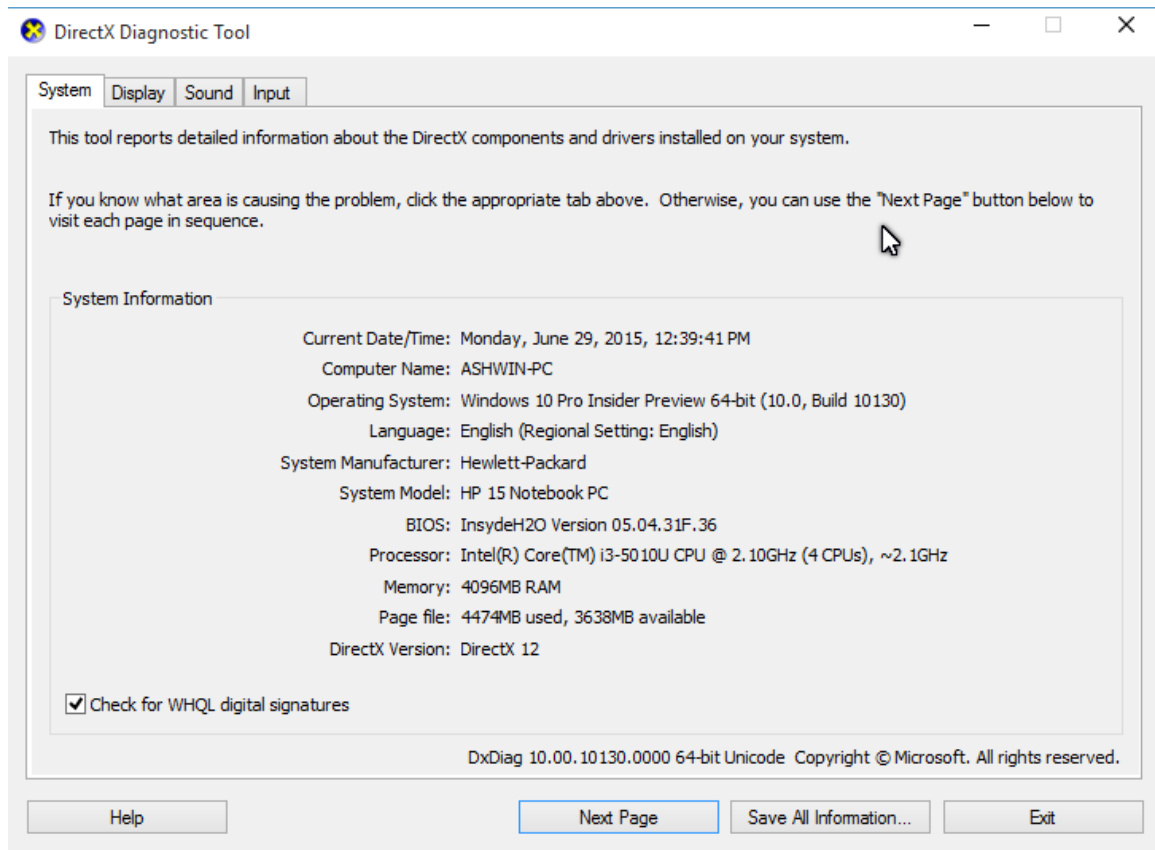 DirectX Diagnostic Tool
System Display Sound Input
This tool reports detailed information about the DirectX components and drivers installed on your system.
If you know what area is causing the problem, click the appropriate tab above.  Otherwise, you can use the "Next Page" button below to
visit each page in sequence.
System Information
Current Date/Time: Monday, June 29, 2015, 12:39:41 PM
Computer Name: ASHWIN-PC
Operating System: Windows 10 Pro Insider Preview 64-bit (10.0, Build 10130)
Language: English (Regional Setting: English)
System Manufacturer: Hewlett-Packard
System Model: HP 15 Notebook PC
BIOS: InsydeH2O Version 05.04.31F.36
Processor: Intel(R) Core(TM) i3-5010U CPU @ 2.10GHz (4 CPUs), ~2.1GHz
Memory: 4096MB RAM
Page file: 4474MB used, 3638MB available
DirectX Version: DirectX 12
Check for WHQL digital signatures
DxDiag 10.00.10130.0000 64-bit Unicode  Copyright © Microsoft. All rights reserved.
Help Next Page Save All Information... Exit